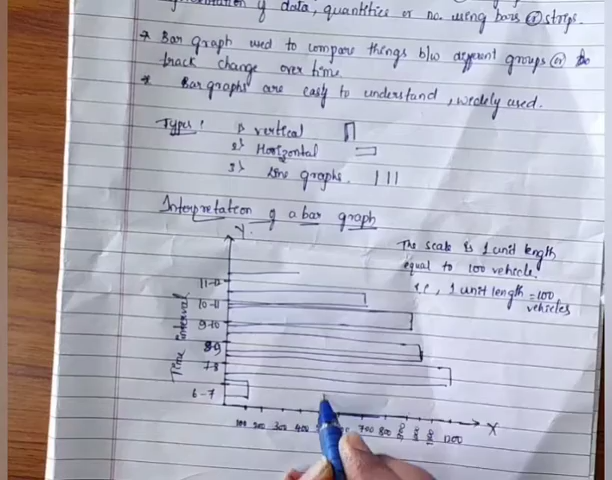 of data, quantities or no. using bars or strips.
→ Bar graph used to compare things b/w different groups or
track change over time.
* Bar graphs are easy to understand, widely used.
Types:
1) vertical
2) Horizontal
3) Line graphs.
Interpretation of a bar graph
The scale is 1 unit length
equal to 100 vehicle.
i.e, 1 unit length = 100
vehicles
Y
Time interval
11-12
10-11
9-10
8-9
7-8
6-7
100 200 300 400 700 800 1200
X